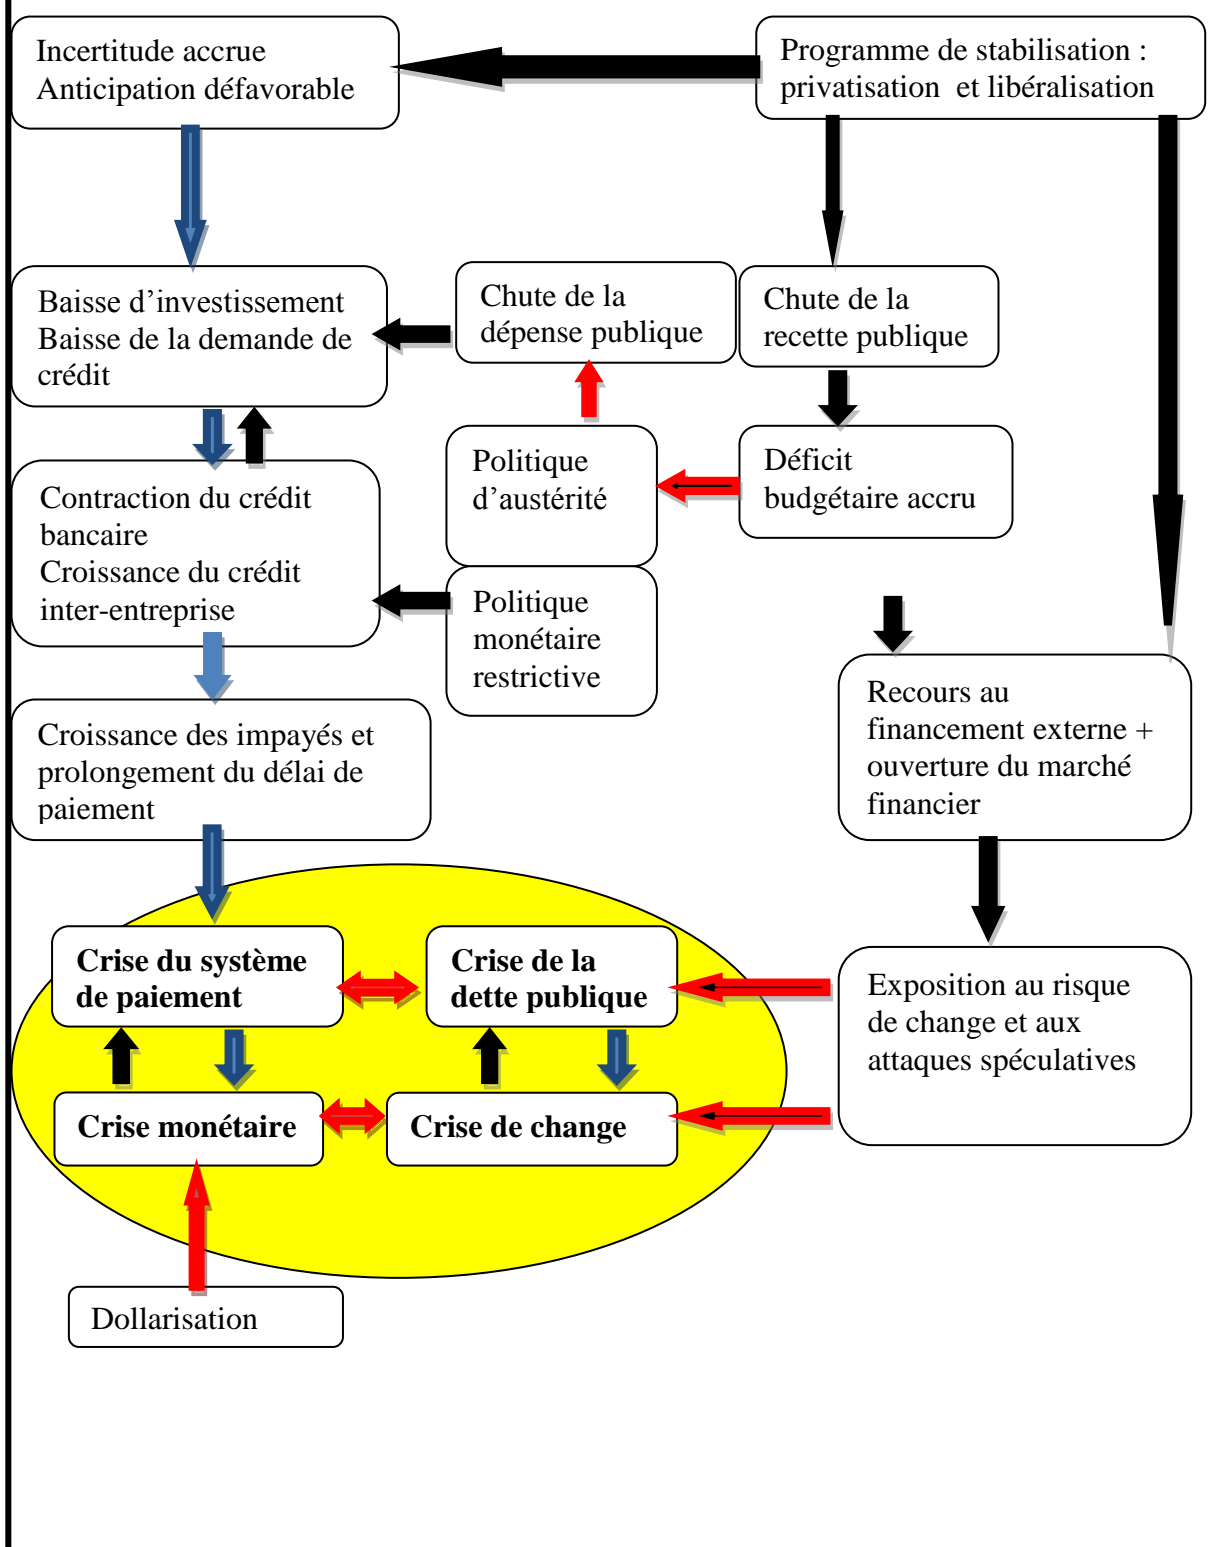 Incertitude accrue
Anticipation défavorable
Programme de stabilisation :
privatisation et libéralisation
Baisse d’investissement
Baisse de la demande de
crédit
Chute de la
dépense publique
Chute de la
recette publique
Contraction du crédit
bancaire
Croissance du crédit
inter-entreprise
Politique
d’austérité
Déficit
budgétaire accru
Politique
monétaire
restrictive
Croissance des impayés et
prolongement du délai de
paiement
Recours au
financement externe +
ouverture du marché
financier
Crise du système
de paiement
Crise de la
dette publique
Exposition au risque
de change et aux
attaques spéculatives
Crise monétaire
Crise de change
Dollarisation